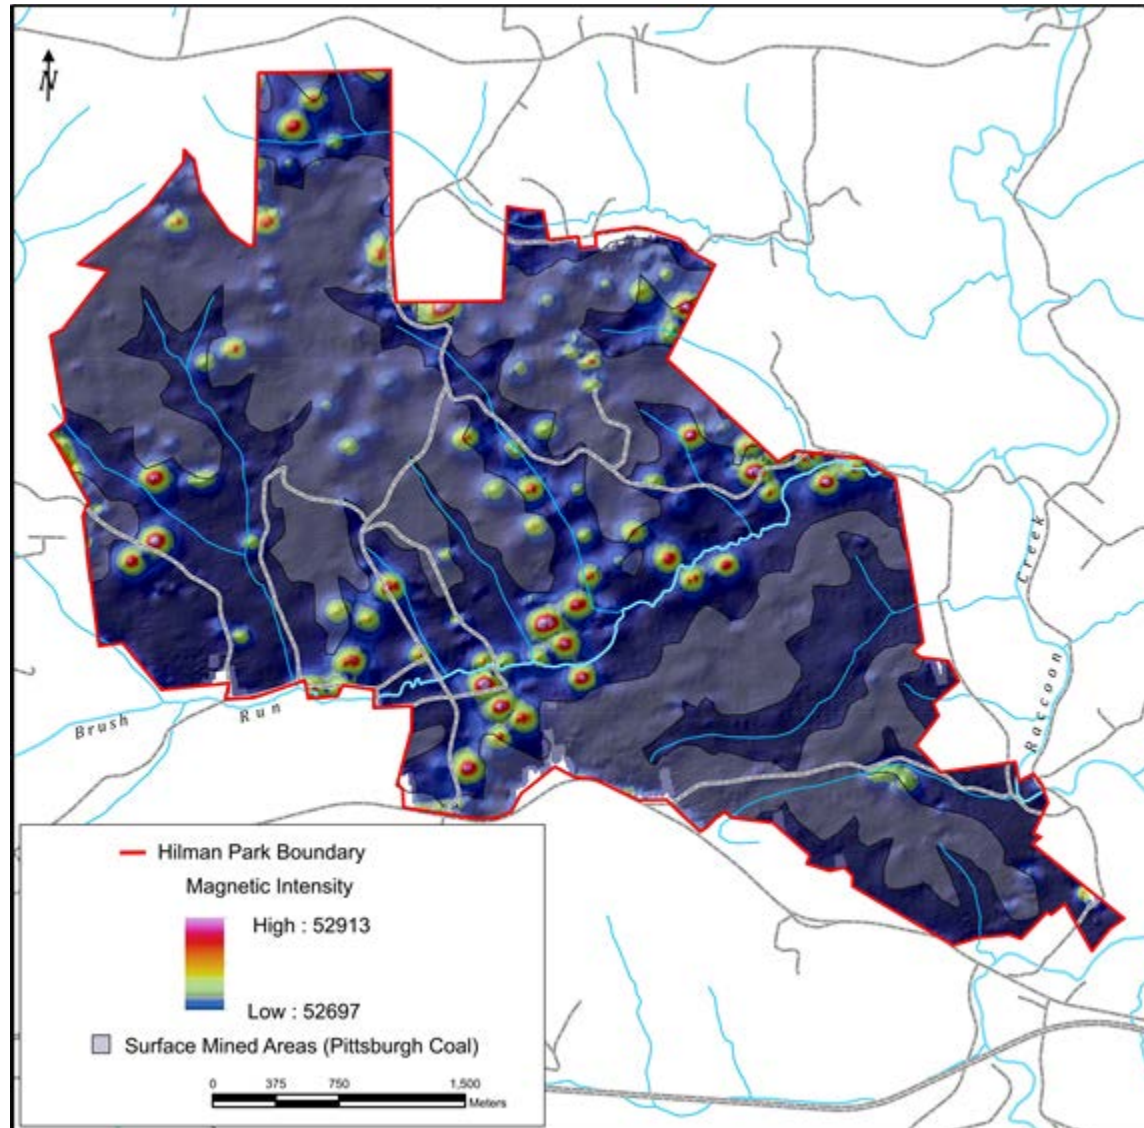 N
Creek
Raccoon
Brush
Run
Hilman Park Boundary
Magnetic Intensity
High : 52913
Low : 52697
Surface Mined Areas (Pittsburgh Coal)
0 375 750 1,500
Meters